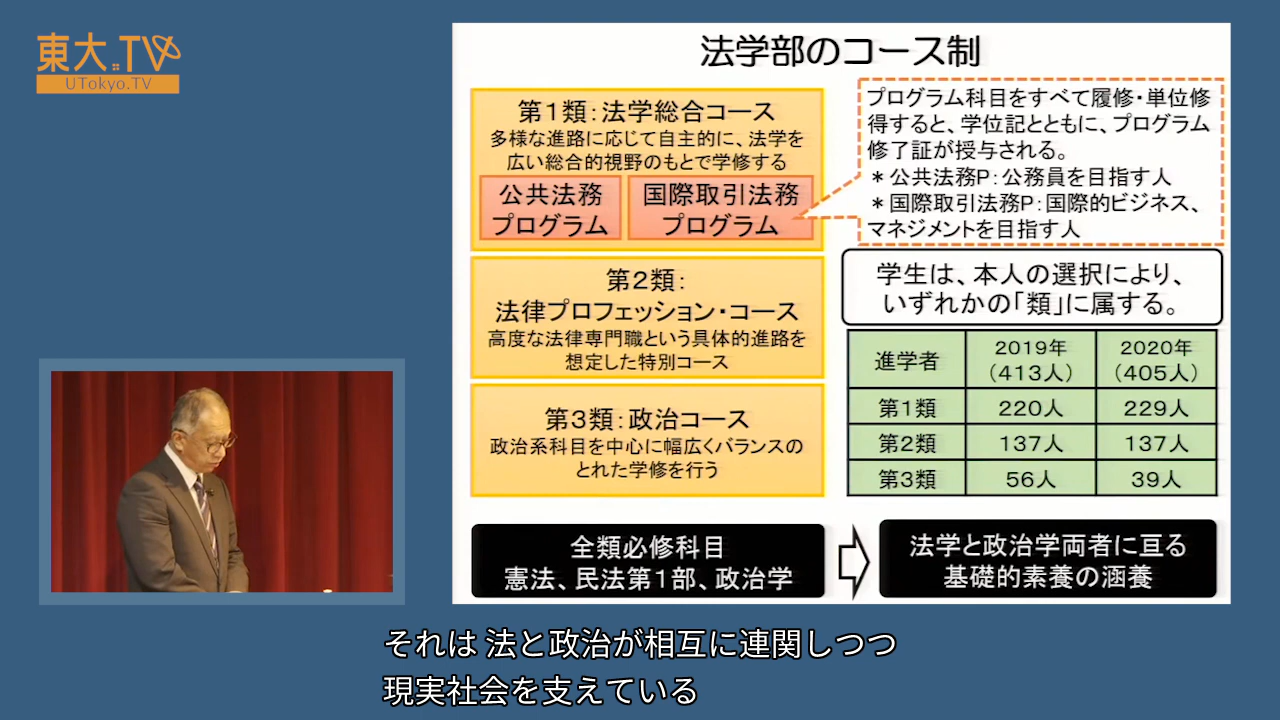 東大TV
UTokyo.TV
法学部のコース制
第1類：法学総合コース
多様な進路に応じて自主的に、法学を
広い総合的視野のもとで学修する
公共法務
プログラム
国際取引法務
プログラム
プログラム科目をすべて履修・単位修
得すると、学位記とともに、プログラム
修了証が授与される。
＊公共法務P：公務員を目指す人
＊国際取引法務P：国際的ビジネス、
マネジメントを目指す人
第2類：
法律プロフェッション・コース
高度な法律専門職という具体的進路を
想定した特別コース
学生は、本人の選択により、
いずれかの「類」に属する。
第3類：政治コース
政治系科目を中心に幅広くバランスの
とれた学修を行う
進学者 2019年（413人） 2020年（405人）
第1類 220人 229人
第2類 137人 137人
第3類 56人 39人
全類必修科目
憲法、民法第1部、政治学
法学と政治学両者に亘る
基礎的素養の涵養
それは 法と政治が相互に連関しつつ
現実社会を支えている